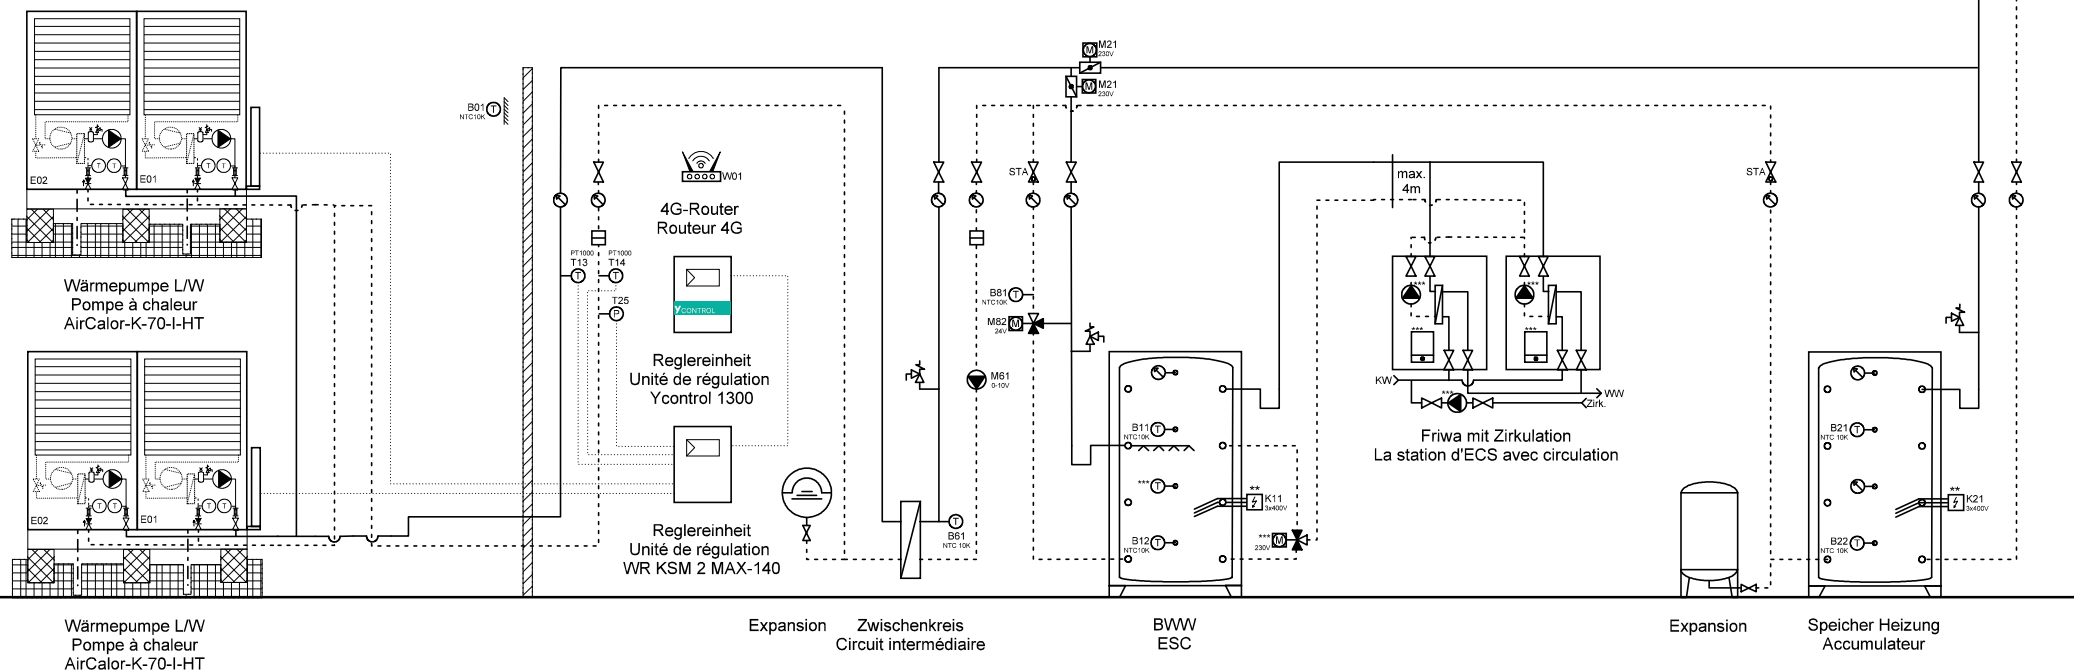 M21
230V
M21
230V
B01
NTC10K
T
E02
E01
T T
T T
W01
4G-Router
Routeur 4G
STA
max.
4m
STA
Wärmepumpe L/W
Pompe à chaleur
AirCalor-K-70-I-HT
PT1000
T13
T
PT1000
T14
T
T25
P
YCONTROL
B81
NTC10K
T
M82
24V
M
***
***
***
***
Reglereinheit
Unité de régulation
Ycontrol 1300
M61
0-10V
KW
WW
***
Zirk.
Friwa mit Zirkulation
La station d'ECS avec circulation
B11
NTC10K
T
B21
NTC 10K
T
E02
E01
T T
T T
***
T
**
K11
3x400V
**
K21
3x400V
Reglereinheit
Unité de régulation
WR KSM 2 MAX-140
T
B61
NTC 10K
B12
NTC10K
T
***
230V
M
B22
NTC 10K
T
Wärmepumpe L/W
Pompe à chaleur
AirCalor-K-70-I-HT
Expansion
Zwischenkreis
Circuit intermédiaire
BWW
ESC
Expansion
Speicher Heizung
Accumulateur